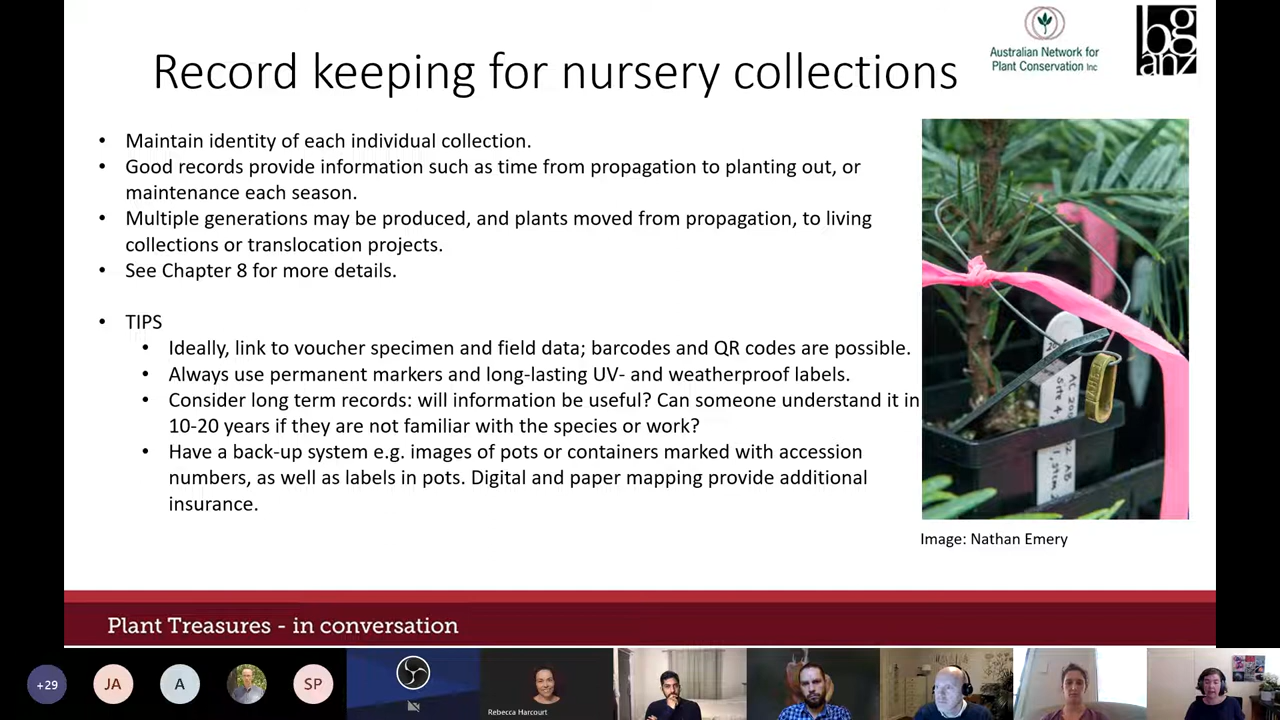 Record keeping for nursery collections
Australian Network for
Plant Conservation Inc
bg
anz
• Maintain identity of each individual collection.
• Good records provide information such as time from propagation to planting out, or
maintenance each season.
• Multiple generations may be produced, and plants moved from propagation, to living
collections or translocation projects.
• See Chapter 8 for more details.
• TIPS
• Ideally, link to voucher specimen and field data; barcodes and QR codes are possible.
• Always use permanent markers and long-lasting UV- and weatherproof labels.
• Consider long term records: will information be useful? Can someone understand it in
10-20 years if they are not familiar with the species or work?
• Have a back-up system e.g. images of pots or containers marked with accession
numbers, as well as labels in pots. Digital and paper mapping provide additional
insurance.
Image: Nathan Emery
Plant Treasures - in conversation
+29
JA
A
SP
Rebecca Harcourt